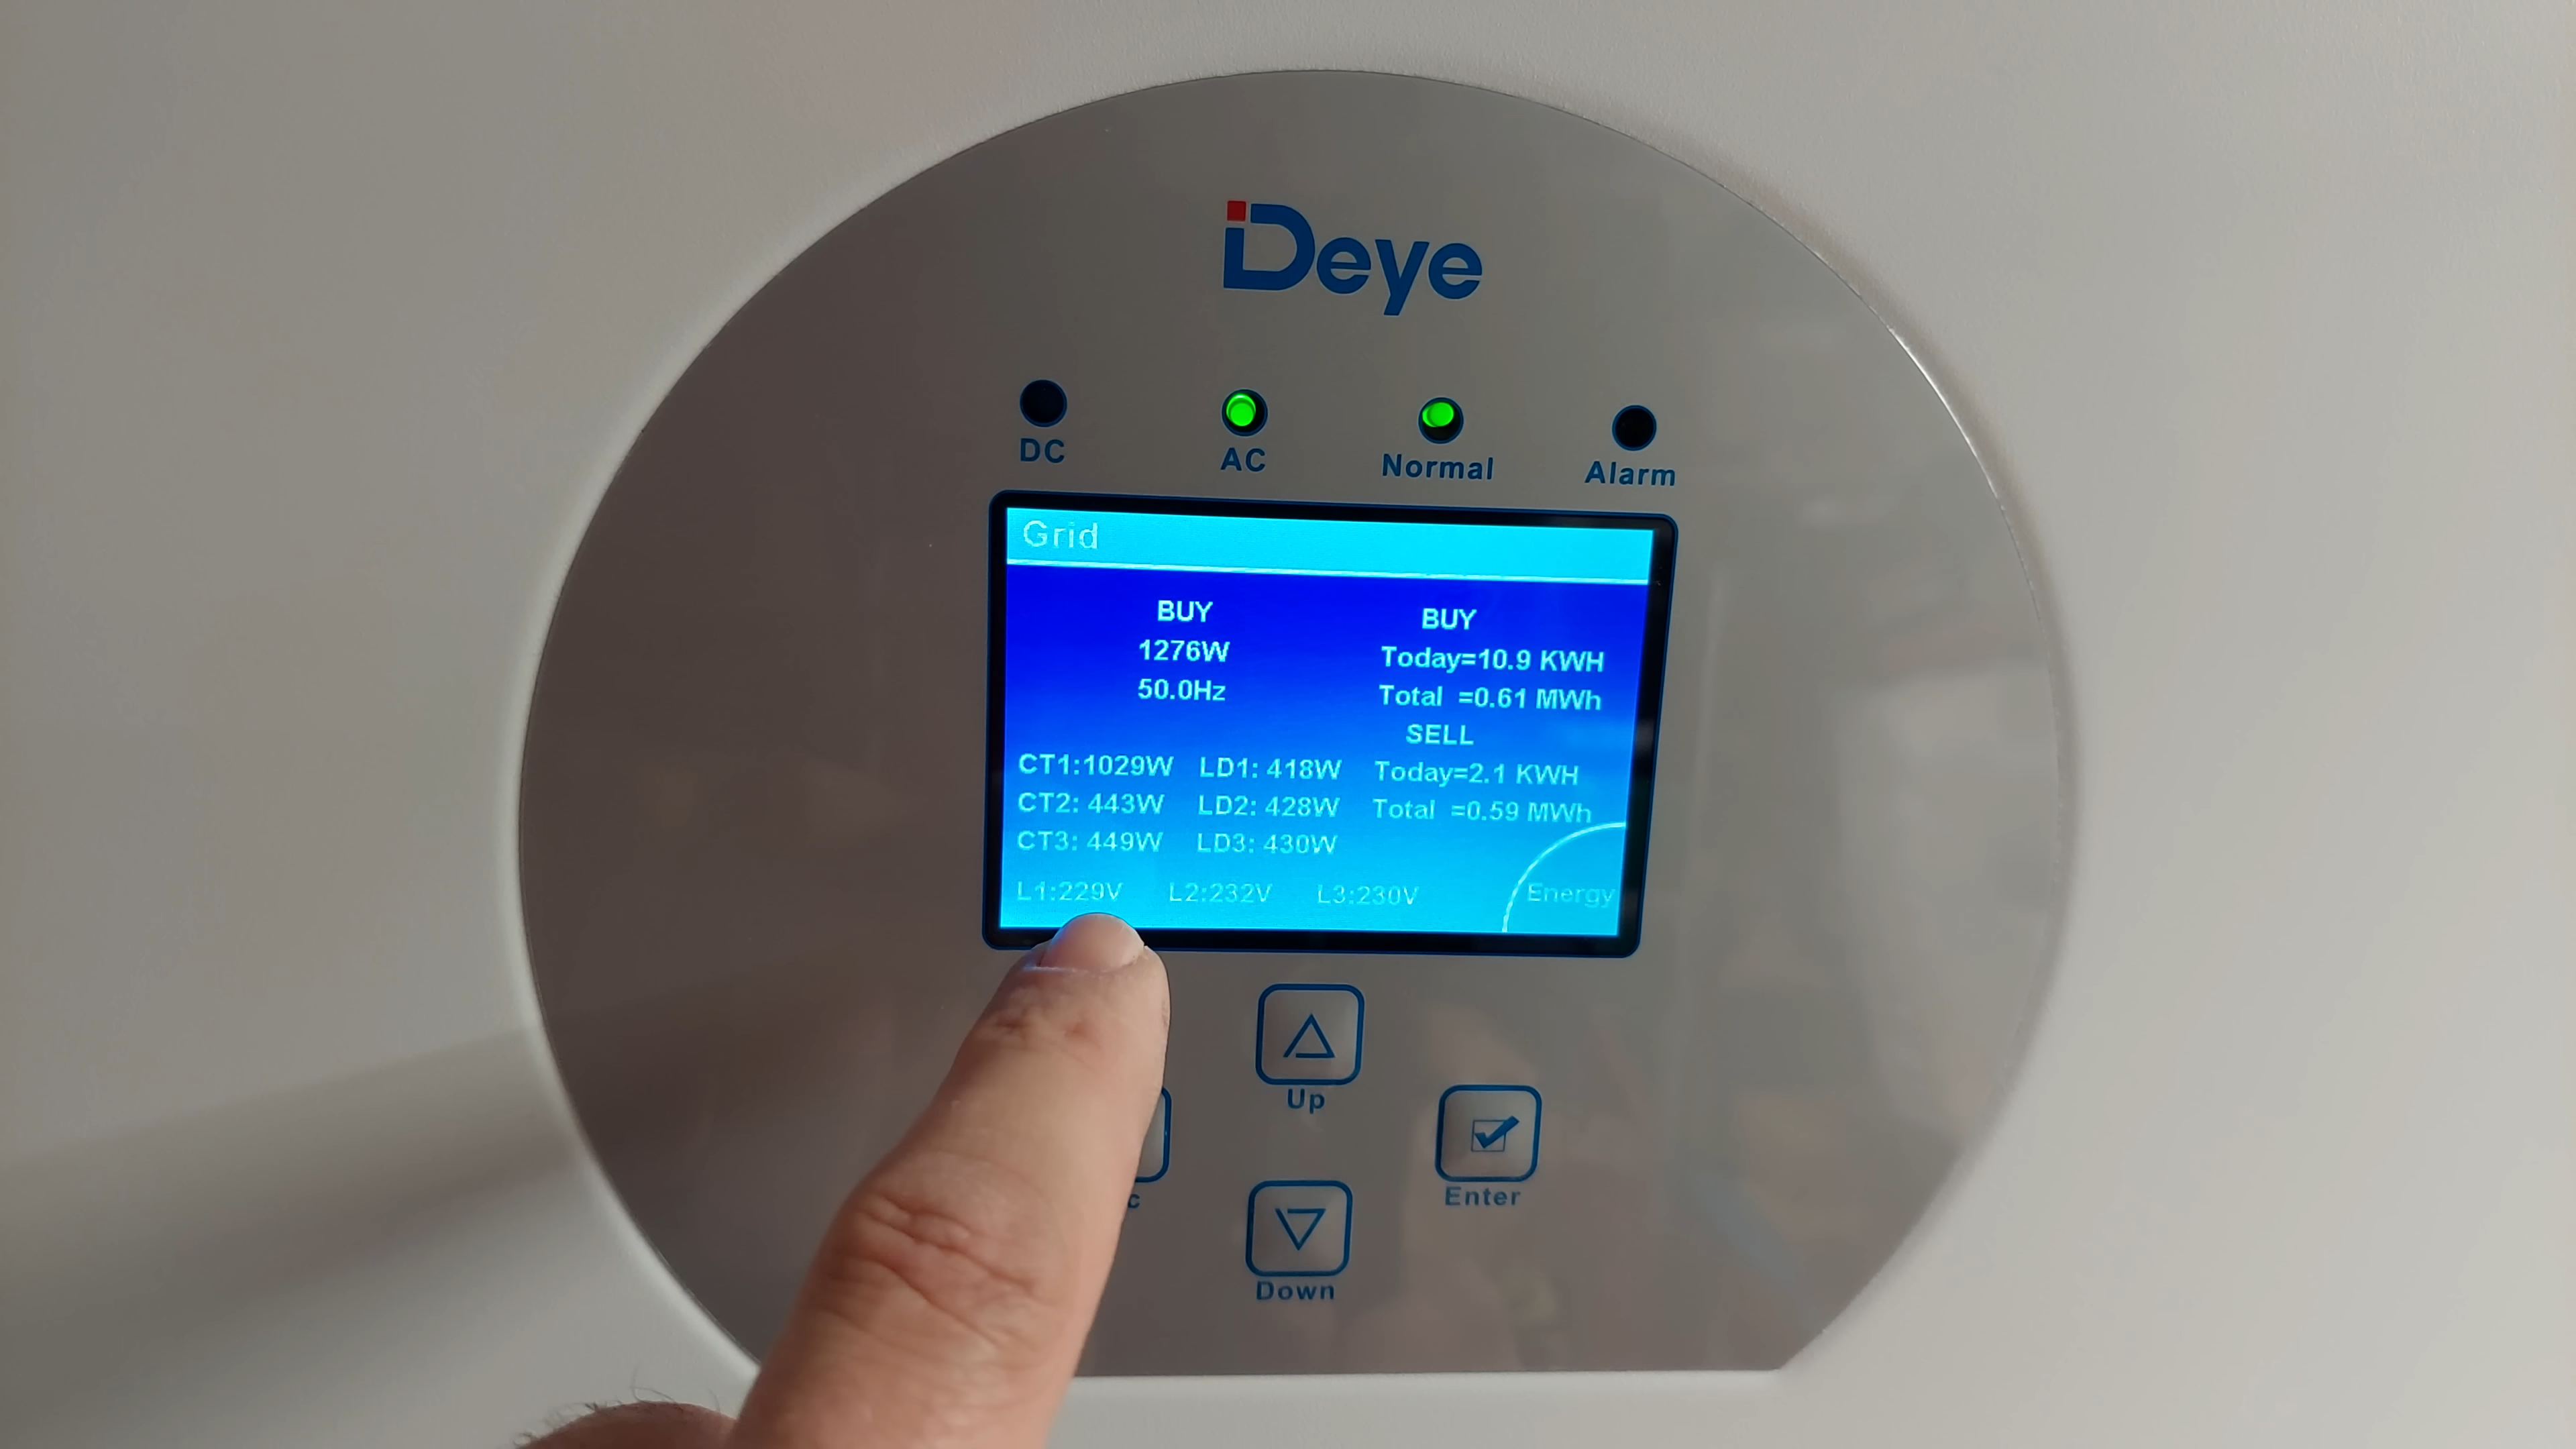 Deye
DC AC Normal Alarm
Grid
BUY
1276W
50.0Hz
BUY
Today=10.9 KWH
Total =0.61 MWh
SELL
Today=2.1 KWH
Total =0.59 MWh
CT1:1029W LD1: 418W
CT2: 443W LD2: 428W
CT3: 449W LD3: 430W
L1:229V L2:232V L3:230V
Energy
Up
c
Enter
Down